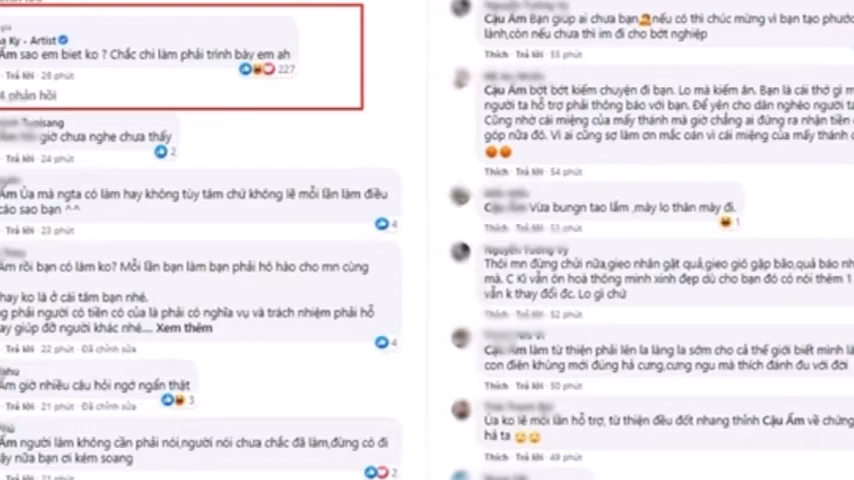 a Ky - Artist
Ấm sao em biet ko ? Chắc chi làm phải trình bày em ah
227
Trả lời · 26 phút
4 phản hồi
giờ chưa nghe chưa thấy
2
Trả lời · 24 phút
Ấm Ủa mà ngta có làm hay không tùy tâm chứ không lẽ mỗi lần làm điều
cáo sao bạn ^^
4
Trả lời · 23 phút
Ấm rồi bạn có làm ko? Mỗi lần bạn làm bạn phải hô hào cho mn cùng
hay ko là ở cái tâm bạn nhé.
g phải người có tiền có của là phải có nghĩa vụ và trách nhiệm phải hỗ
ay giúp đỡ người khác nhé.... Xem thêm
4
Trả lời · 22 phút · Đã chỉnh sửa
Ấm giờ nhiều câu hỏi ngớ ngẩn thật
3
Trả lời · 21 phút · Đã chỉnh sửa
Ấm người làm không cần phải nói,người nói chưa chắc đã làm,đừng có đi
ậy nữa bạn ơi kém soang
2
Trả lời · 21 phút
Cậu Ấm Bạn giup ai chưa bạn 🤦 nếu có thì chúc mừng vì bạn tạo phước
lành,còn nếu chưa thì im đi cho bớt nghiệp
Thích · Trả lời · 55 phút
Cậu Ấm bớt bớt kiếm chuyện đi bạn. Lo mà kiếm ăn. Bạn là cái thớ gì m
người ta hỗ trợ phải thông báo với bạn. Để yên cho dân nghèo người ta
Cũng nhờ cái miệng của mấy thánh mà giờ chẳng ai đứng ra nhận tiền
góp nữa đó. Vì ai cũng sợ làm ơn mắc cán vì cái miệng của mấy thánh
😡😡
Thích · Trả lời · 54 phút
Vừa bungn tao lắm ,mày lo thân mày đi.
1
Thích · Trả lời · 52 phút
Nguyễn Tường Vy
Thôi mn đừng chửi nữa,gieo nhân gặt quả,gieo gió gặp bão,quả báo nh
mà. C Kì vẫn ôn hoà thông minh xinh đẹp dù cho bạn đó có nói thêm 1
vẫn k thay đổi đc. Lo gì chứ
Thích · Trả lời · 52 phút
Cậu Ấm làm từ thiện phải lên la làng la sớm cho cả thế giới biết mình là
con điên khùng mới đúng hả cưng,cưng ngu mà thích đánh đu với đời
Thích · Trả lời · 50 phút
Ủa ko lẽ mỗi lần hỗ trợ, từ thiện đều đốt nhang thỉnh Cậu Ấm về chứng
hả ta 😄😄
Thích · Trả lời · 49 phút